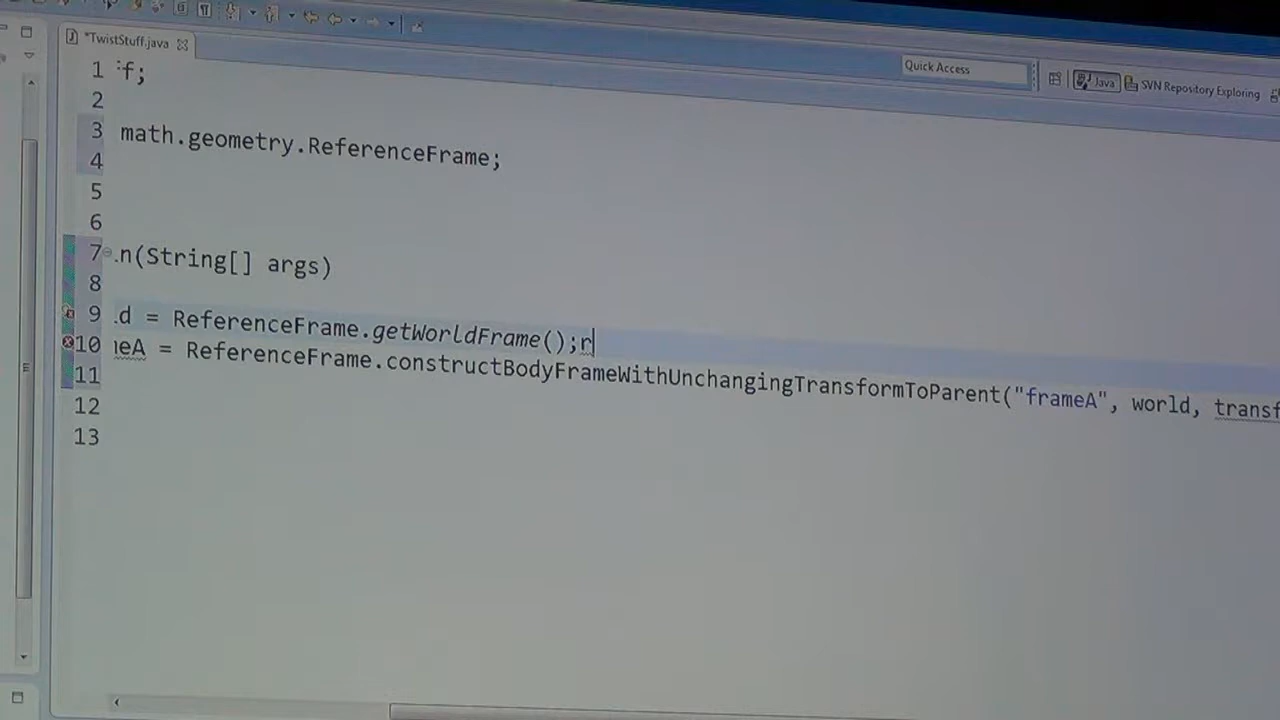 *TwistStuff.java
Quick Access
Java
SVN Repository Exploring
1 f;
2
3 math.geometry.ReferenceFrame;
4
5
6
7 .n(String[] args)
8
9 .d = ReferenceFrame.getWorldFrame();r
10 eA = ReferenceFrame.constructBodyFrameWithUnchangingTransformToParent("frameA", world, transf
11
12
13